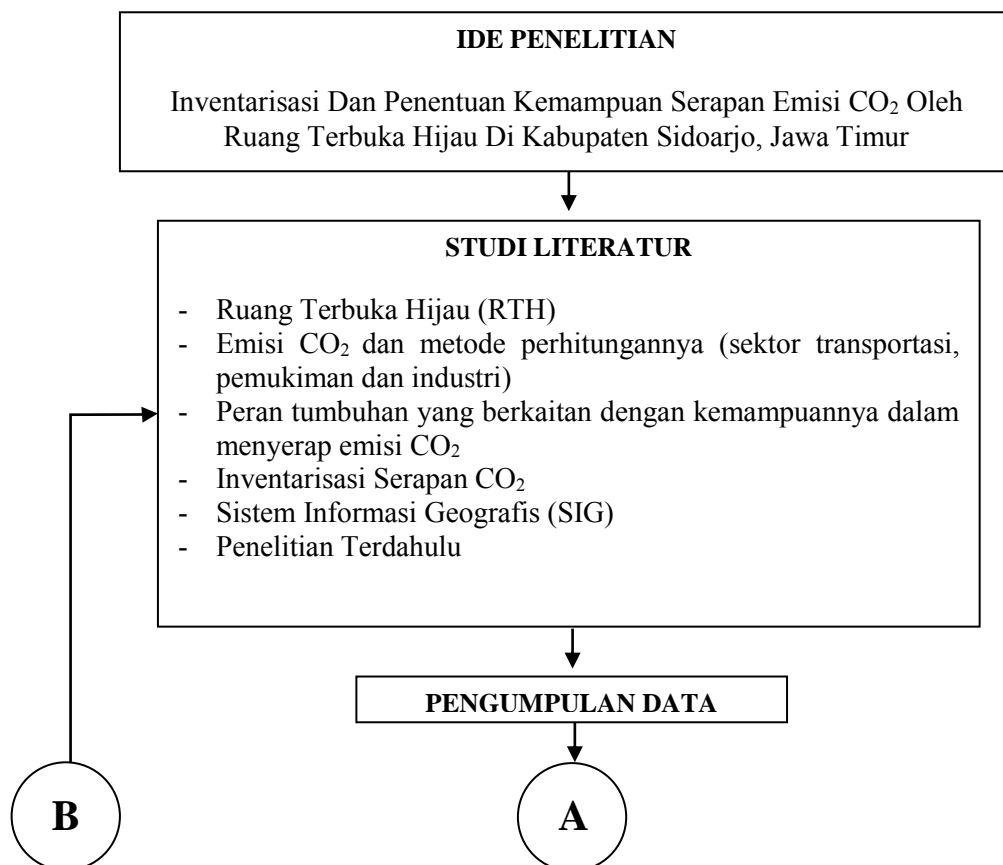 IDE PENELITIAN
Inventarisasi Dan Penentuan Kemampuan Serapan Emisi CO₂ Oleh
Ruang Terbuka Hijau Di Kabupaten Sidoarjo, Jawa Timur
STUDI LITERATUR
- Ruang Terbuka Hijau (RTH)
- Emisi CO₂ dan metode perhitungannya (sektor transportasi,
pemukiman dan industri)
- Peran tumbuhan yang berkaitan dengan kemampuannya dalam
menyerap emisi CO₂
- Inventarisasi Serapan CO₂
- Sistem Informasi Geografis (SIG)
- Penelitian Terdahulu
PENGUMPULAN DATA
B
A